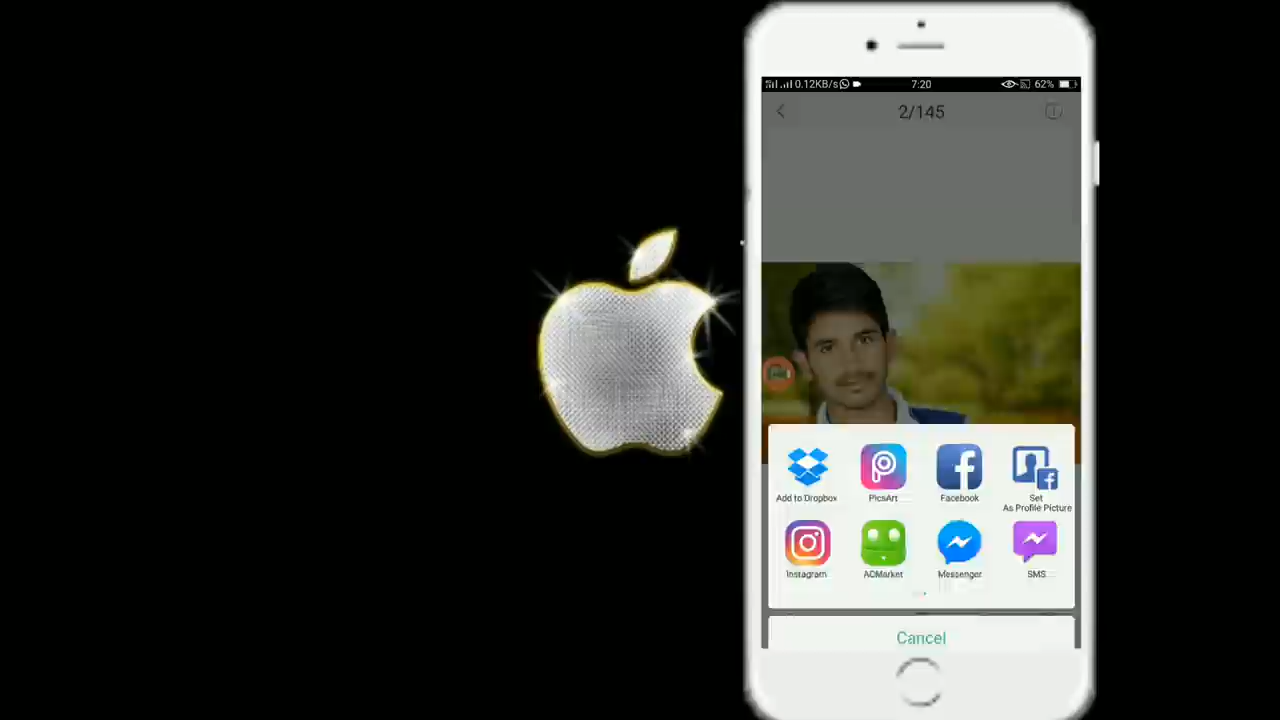 0.12KB/s 7:20 62%
2/145
Add to Dropbox PicsArt Facebook Set
As Profile Picture
Instagram ACMarket Messenger SMS
Cancel